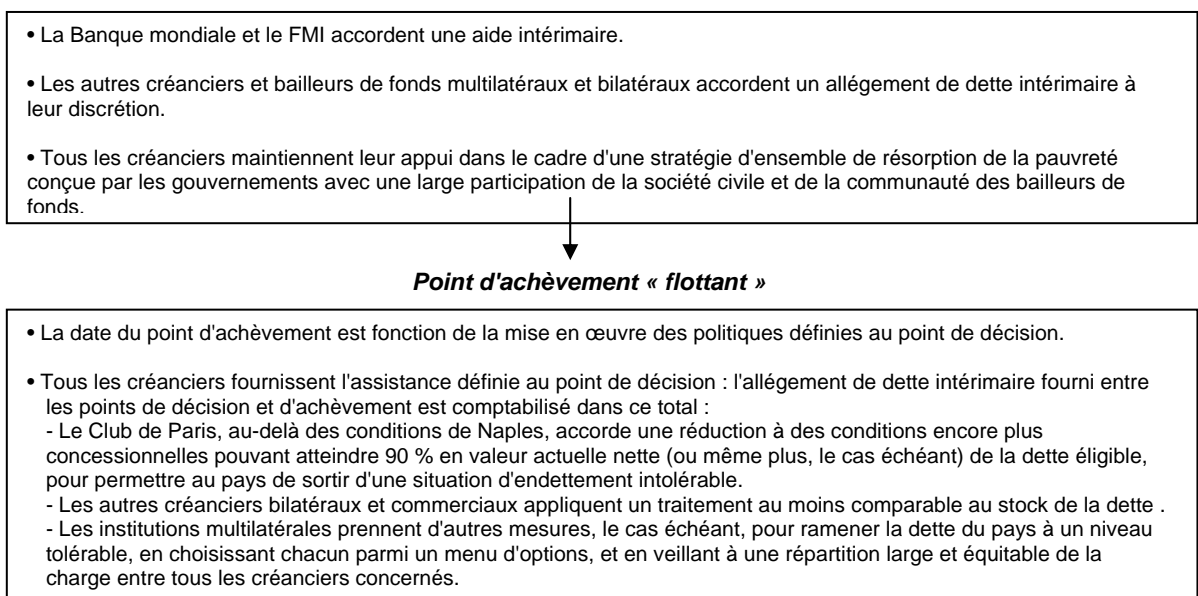 • La Banque mondiale et le FMI accordent une aide intérimaire.
• Les autres créanciers et bailleurs de fonds multilatéraux et bilatéraux accordent un allégement de dette intérimaire à
leur discrétion.
• Tous les créanciers maintiennent leur appui dans le cadre d'une stratégie d'ensemble de résorption de la pauvreté
conçue par les gouvernements avec une large participation de la société civile et de la communauté des bailleurs de
fonds.
Point d'achèvement « flottant »
• La date du point d'achèvement est fonction de la mise en œuvre des politiques définies au point de décision.
• Tous les créanciers fournissent l'assistance définie au point de décision : l'allégement de dette intérimaire fourni entre
les points de décision et d'achèvement est comptabilisé dans ce total :
- Le Club de Paris, au-delà des conditions de Naples, accorde une réduction à des conditions encore plus
concessionnelles pouvant atteindre 90 % en valeur actuelle nette (ou même plus, le cas échéant) de la dette éligible,
pour permettre au pays de sortir d'une situation d'endettement intolérable.
- Les autres créanciers bilatéraux et commerciaux appliquent un traitement au moins comparable au stock de la dette .
- Les institutions multilatérales prennent d'autres mesures, le cas échéant, pour ramener la dette du pays à un niveau
tolérable, en choisissant chacun parmi un menu d'options, et en veillant à une répartition large et équitable de la
charge entre tous les créanciers concernés.